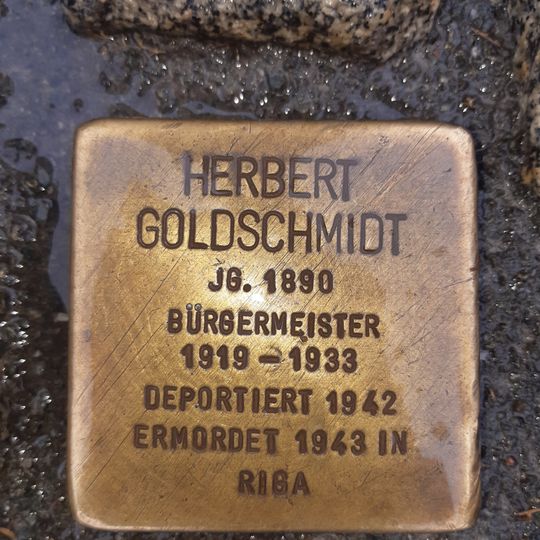 HERBERT
GOLDSCHMIDT
JG. 1890
BÜRGERMEISTER
1919 – 1933
DEPORTIERT 1942
ERMORDET 1943 IN
RIGA